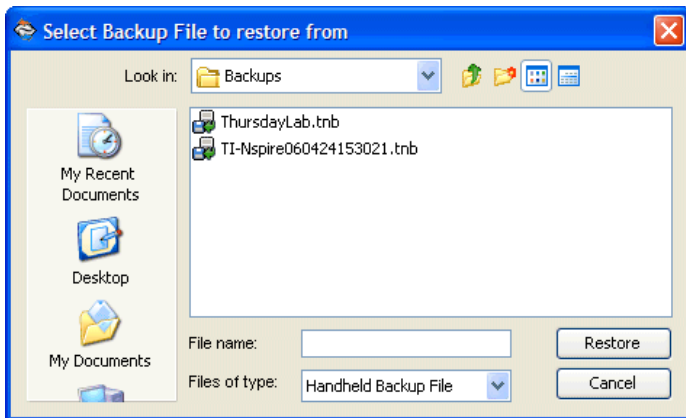 Select Backup File to restore from
Look in: Backups
ThursdayLab.tnb
TI-Nspire060424153021.tnb
My Recent
Documents
Desktop
My Documents
File name: Restore
Files of type: Handheld Backup File Cancel